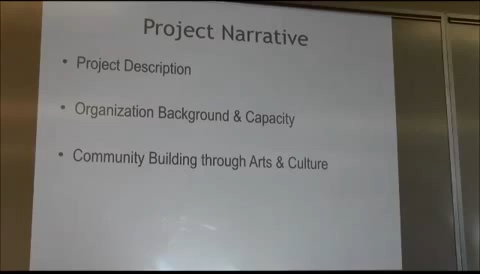 Project Narrative
• Project Description
• Organization Background & Capacity
• Community Building through Arts & Culture